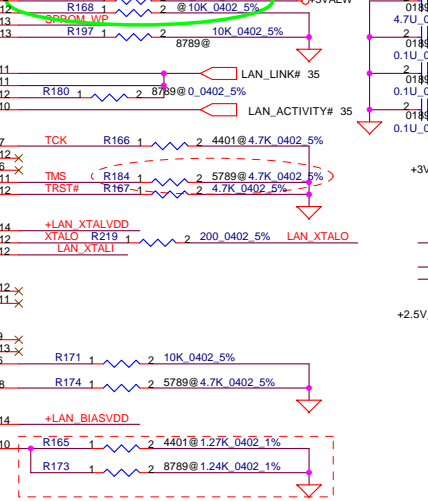 +3VALW
R168 1 2 @10K_0402_5%
SPROM_WP
R197 1 2 10K_0402_5%
8789@
LAN_LINK# 35
R180 1 2 8789@ 0_0402_5%
LAN_ACTIVITY# 35
TCK R166 1 2 4401@ 4.7K_0402_5%
TMS R184 1 2 5789@ 4.7K_0402_5%
TRST# R167 1 2 4.7K_0402_5%
+LAN_XTALVDD
XTALO R219 1 2 200_0402_5% LAN_XTALO
LAN_XTALI
R171 1 2 10K_0402_5%
R174 1 2 5789@ 4.7K_0402_5%
+LAN_BIASVDD
R165 1 2 4401@ 1.27K_0402_1%
R173 1 2 8789@ 1.24K_0402_1%
4.7U_0
0.1U_0
0.1U_0
0.1U_0
+3V
+2.5V